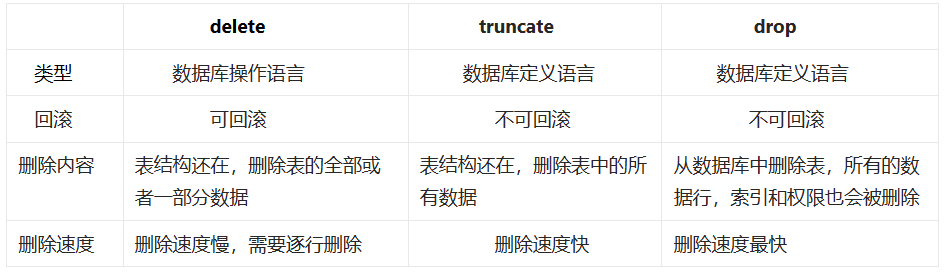 delete truncate drop
类型 数据库操作语言 数据库定义语言 数据库定义语言
回滚 可回滚 不可回滚 不可回滚
删除内容 表结构还在，删除表的全部或 表结构还在，删除表中的所 从数据库中删除表，所有的数
者一部分数据 有数据 据行，索引和权限也会被删除
删除速度 删除速度慢，需要逐行删除 删除速度快 删除速度最快